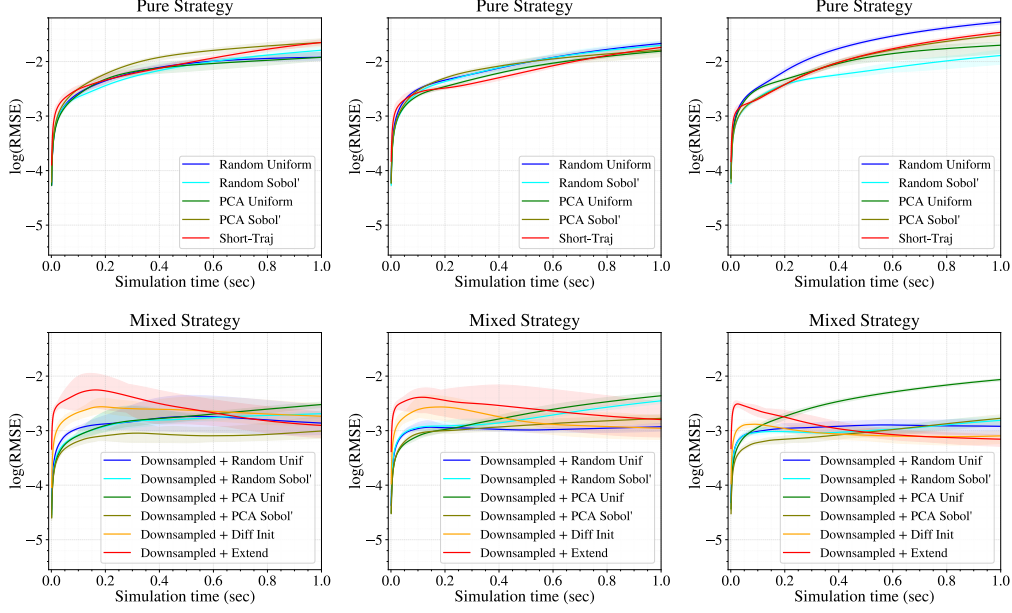 Pure Strategy
log(RMSE)
−2
−3
−4
−5
Random Uniform
Random Sobol'
PCA Uniform
PCA Sobol'
Short-Traj
0.0 0.2 0.4 0.6 0.8 1.0
Simulation time (sec)
Pure Strategy
log(RMSE)
−2
−3
−4
−5
Random Uniform
Random Sobol'
PCA Uniform
PCA Sobol'
Short-Traj
0.0 0.2 0.4 0.6 0.8 1.0
Simulation time (sec)
Pure Strategy
log(RMSE)
−2
−3
−4
−5
Random Uniform
Random Sobol'
PCA Uniform
PCA Sobol'
Short-Traj
0.0 0.2 0.4 0.6 0.8 1.0
Simulation time (sec)
Mixed Strategy
log(RMSE)
−2
−3
−4
−5
Downsampled + Random Unif
Downsampled + Random Sobol'
Downsampled + PCA Unif
Downsampled + PCA Sobol'
Downsampled + Diff Init
Downsampled + Extend
0.0 0.2 0.4 0.6 0.8 1.0
Simulation time (sec)
Mixed Strategy
log(RMSE)
−2
−3
−4
−5
Downsampled + Random Unif
Downsampled + Random Sobol'
Downsampled + PCA Unif
Downsampled + PCA Sobol'
Downsampled + Diff Init
Downsampled + Extend
0.0 0.2 0.4 0.6 0.8 1.0
Simulation time (sec)
Mixed Strategy
log(RMSE)
−2
−3
−4
−5
Downsampled + Random Unif
Downsampled + Random Sobol'
Downsampled + PCA Unif
Downsampled + PCA Sobol'
Downsampled + Diff Init
Downsampled + Extend
0.0 0.2 0.4 0.6 0.8 1.0
Simulation time (sec)